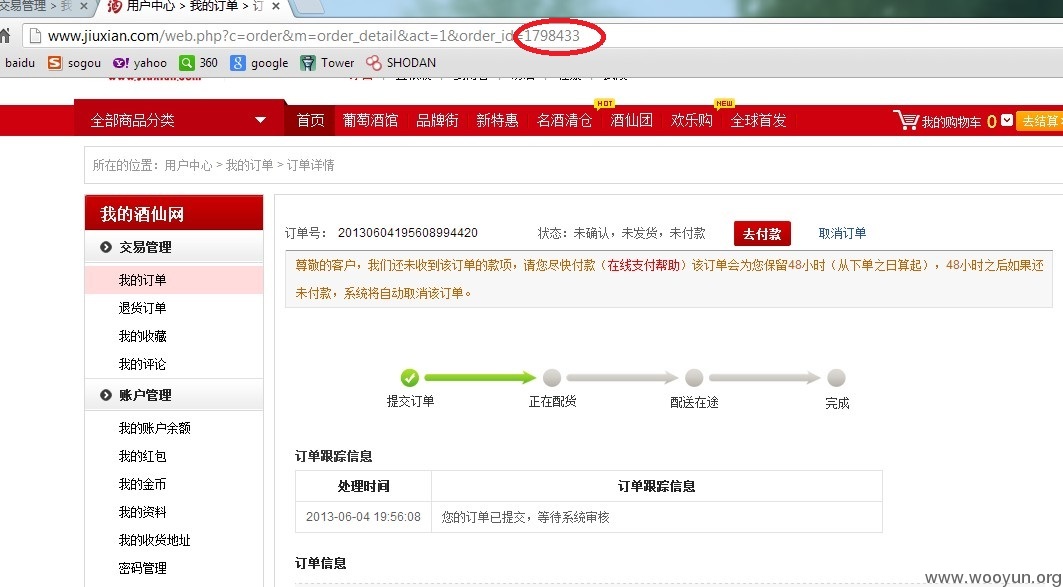 交易管理 > 我
用户中心 > 我的订单 > 订
www.jiuxian.com/web.php?c=order&m=order_detail&act=1&order_id=1798433
baidu sogou yahoo 360 google Tower SHODAN
HOT NEW
全部商品分类 首页 葡萄酒馆 品牌街 新特惠 名酒清仓 酒仙团 欢乐购 全球首发 我的购物车 0 去结算
所在的位置：用户中心 > 我的订单 > 订单详情
我的酒仙网
交易管理
我的订单
退货订单
我的收藏
我的评论
账户管理
我的账户余额
我的红包
我的金币
我的资料
我的收货地址
密码管理
订单号： 20130604195608994420 状态：未确认，未发货，未付款 去付款 取消订单
尊敬的客户，我们还未收到该订单的款项，请您尽快付款（在线支付帮助）该订单会为您保留48小时（从下单之日算起），48小时之后如果还
未付款，系统将自动取消该订单。
提交订单 正在配货 配送在途 完成
订单跟踪信息
处理时间 订单跟踪信息
2013-06-04 19:56:08 您的订单已提交，等待系统审核
订单信息
www.wooyun.org